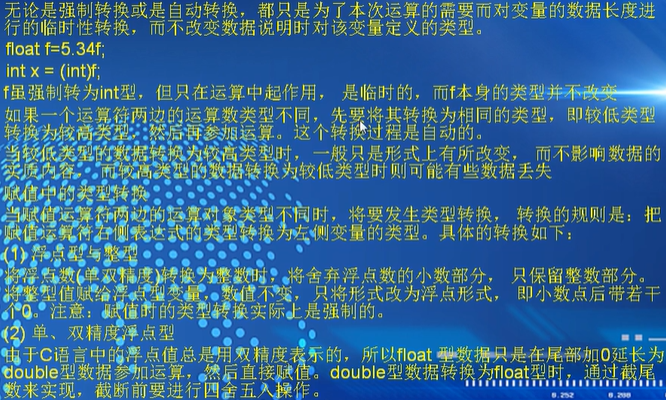 无论是强制转换或是自动转换，都只是为了本次运算的需要而对变量的数据长度进
行的临时性转换，而不改变数据说明时对该变量定义的类型。
float f=5.34f;
int x = (int)f;
f虽强制转为int型，但只在运算中起作用， 是临时的，而f本身的类型并不改变
如果一个运算符两边的运算数类型不同，先要将其转换为相同的类型，即较低类型
转换为较高类型，然后再参加运算。这个转换过程是自动的。
当较低类型的数据转换为较高类型时，一般只是形式上有所改变， 而不影响数据的
实质内容， 而较高类型的数据转换为较低类型时则可能有些数据丢失
赋值中的类型转换
当赋值运算符两边的运算对象类型不同时，将要发生类型转换， 转换的规则是：把
赋值运算符右侧表达式的类型转换为左侧变量的类型。具体的转换如下：
(1) 浮点型与整型
将浮点数(单双精度)转换为整数时，将舍弃浮点数的小数部分， 只保留整数部分。
将整型值赋给浮点型变量，数值不变，只将形式改为浮点形式， 即小数点后带若干
个0。注意：赋值时的类型转换实际上是强制的。
(2) 单、双精度浮点型
由于C语言中的浮点值总是用双精度表示的，所以float 型数据只是在尾部加0延长为
double型数据参加运算，然后直接赋值。double型数据转换为float型时，通过截尾
数来实现，截断前要进行四舍五入操作。
0.252 0.200